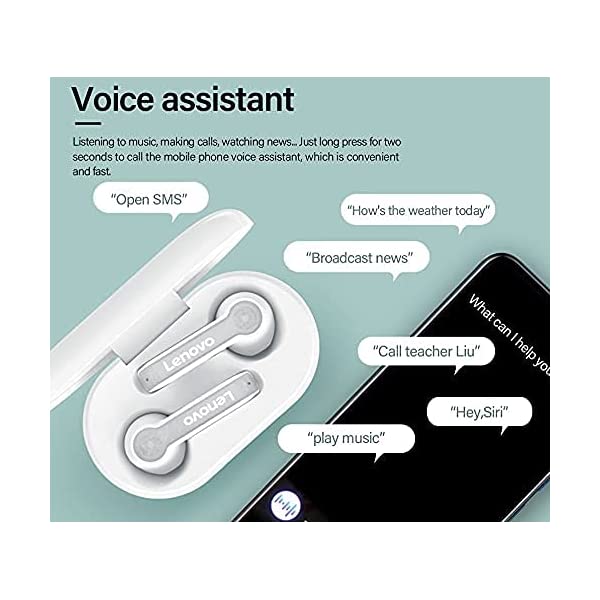 Voice assistant
Listening to music, making calls, watching news... Just long press for two
seconds to call the mobile phone voice assistant, which is convenient
and fast.
“Open SMS”
“How's the weather today”
“Broadcast news”
What can I help you
“Call teacher Liu”
“Hey,Siri”
“play music”
Lenovo
Lenovo